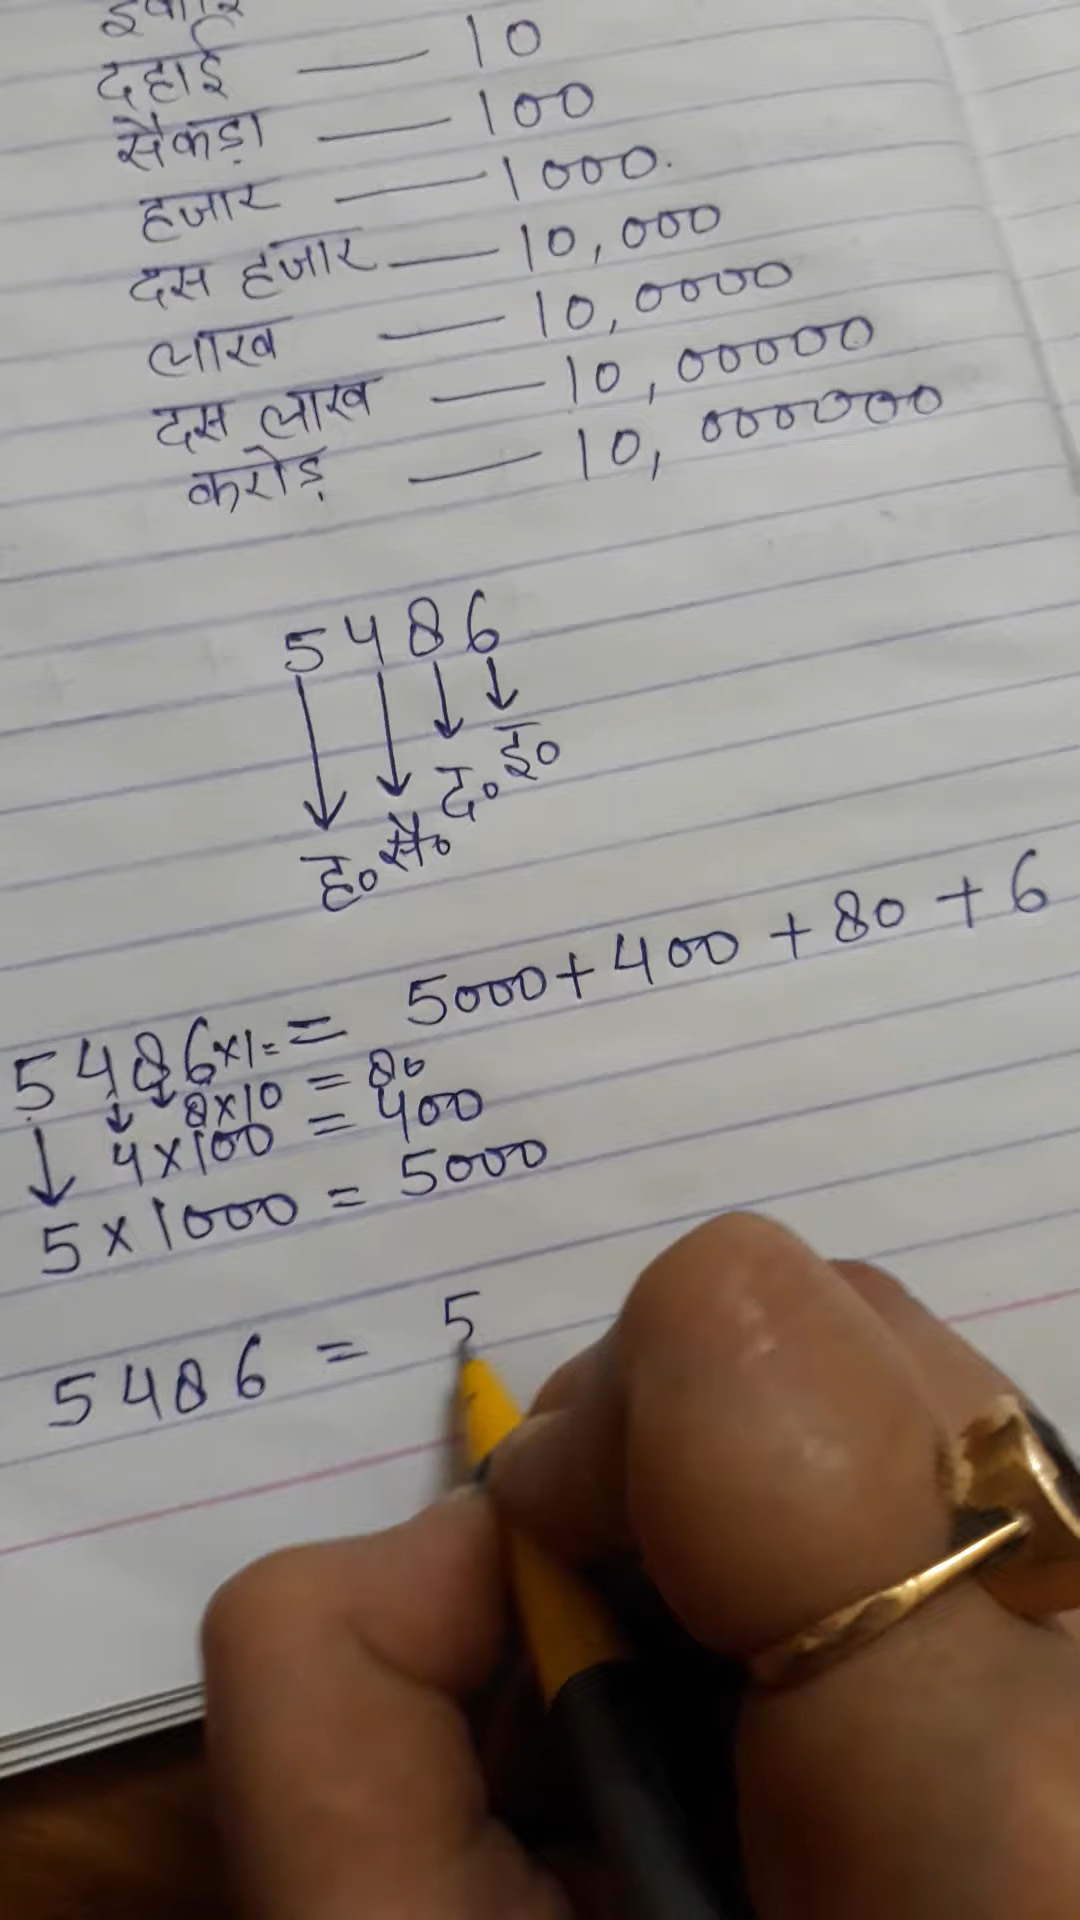 दहाई — 10
सैकड़ा — 100
हजार — 1000.
दस हजार — 10,000
लाख — 10,0000
दस लाख — 10,00000
करोड़ — 10,000000
5486
ह० सै० द० इ०
5486×1= = 5000+400+80+6
8×10 = 80
4×100 = 400
5×1000 = 5000
5486 = 5